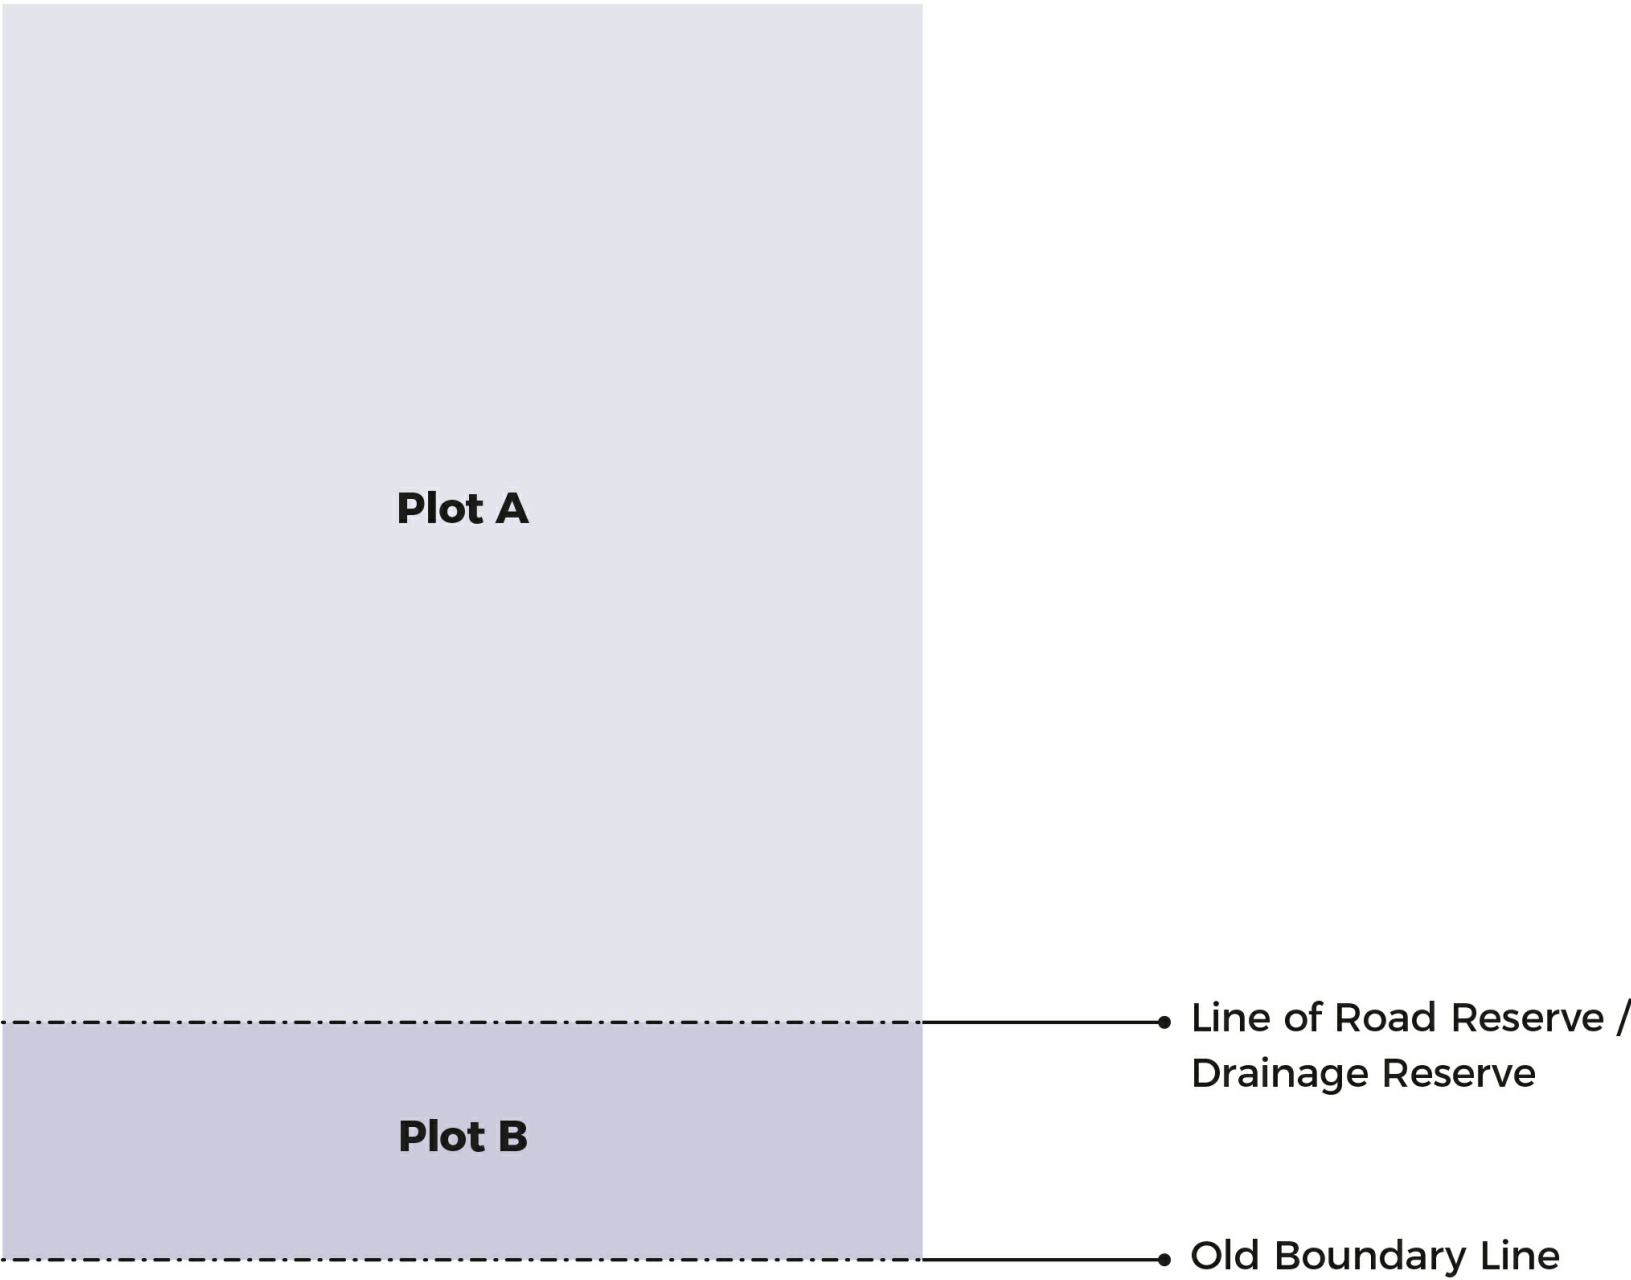 Plot A
Line of Road Reserve /
Drainage Reserve
Plot B
Old Boundary Line